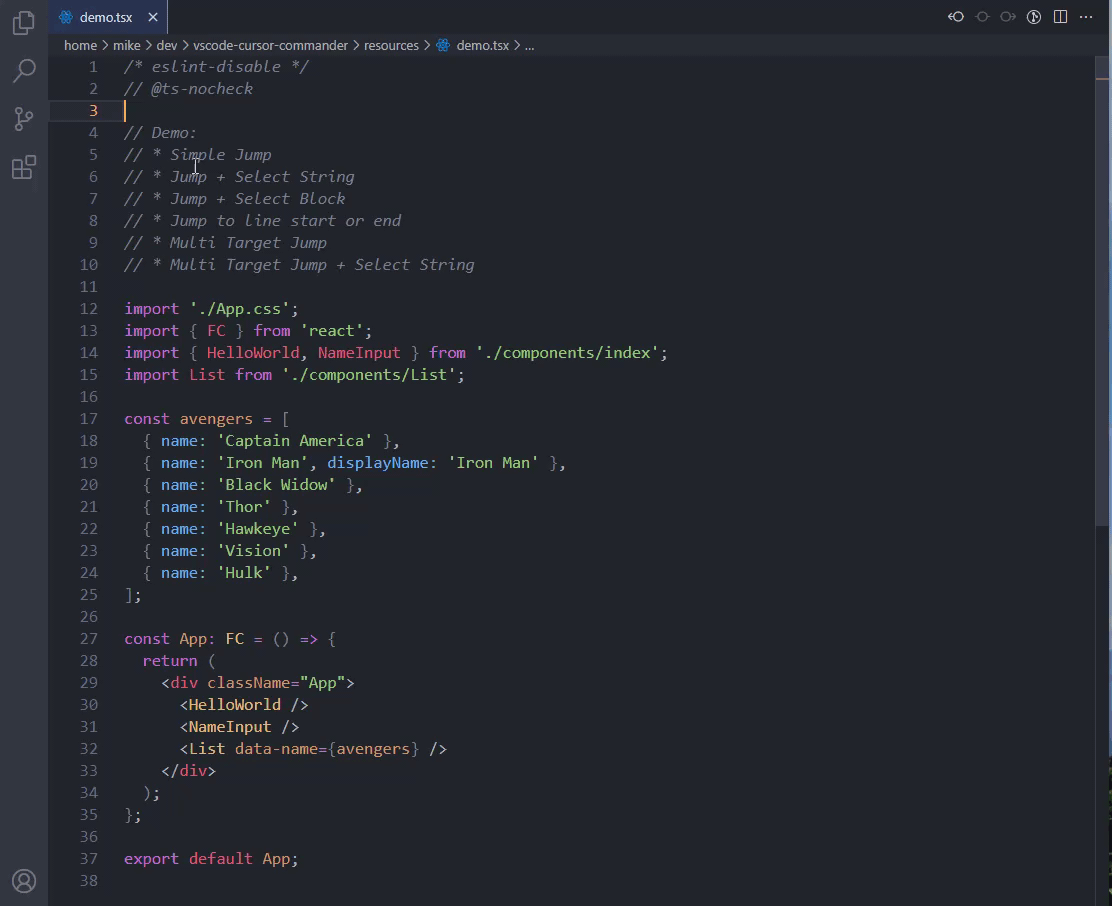 demo.tsx
home > mike > dev > vscode-cursor-commander > resources > demo.tsx > ...
1 /* eslint-disable */
2 // @ts-nocheck
3
4 // Demo:
5 // * Simple Jump
6 // * Jump + Select String
7 // * Jump + Select Block
8 // * Jump to line start or end
9 // * Multi Target Jump
10 // * Multi Target Jump + Select String
11
12 import './App.css';
13 import { FC } from 'react';
14 import { HelloWorld, NameInput } from './components/index';
15 import List from './components/List';
16
17 const avengers = [
18   { name: 'Captain America' },
19   { name: 'Iron Man', displayName: 'Iron Man' },
20   { name: 'Black Widow' },
21   { name: 'Thor' },
22   { name: 'Hawkeye' },
23   { name: 'Vision' },
24   { name: 'Hulk' },
25 ];
26
27 const App: FC = () => {
28   return (
29     <div className="App">
30       <HelloWorld />
31       <NameInput />
32       <List data-name={avengers} />
33     </div>
34   );
35 };
36
37 export default App;
38